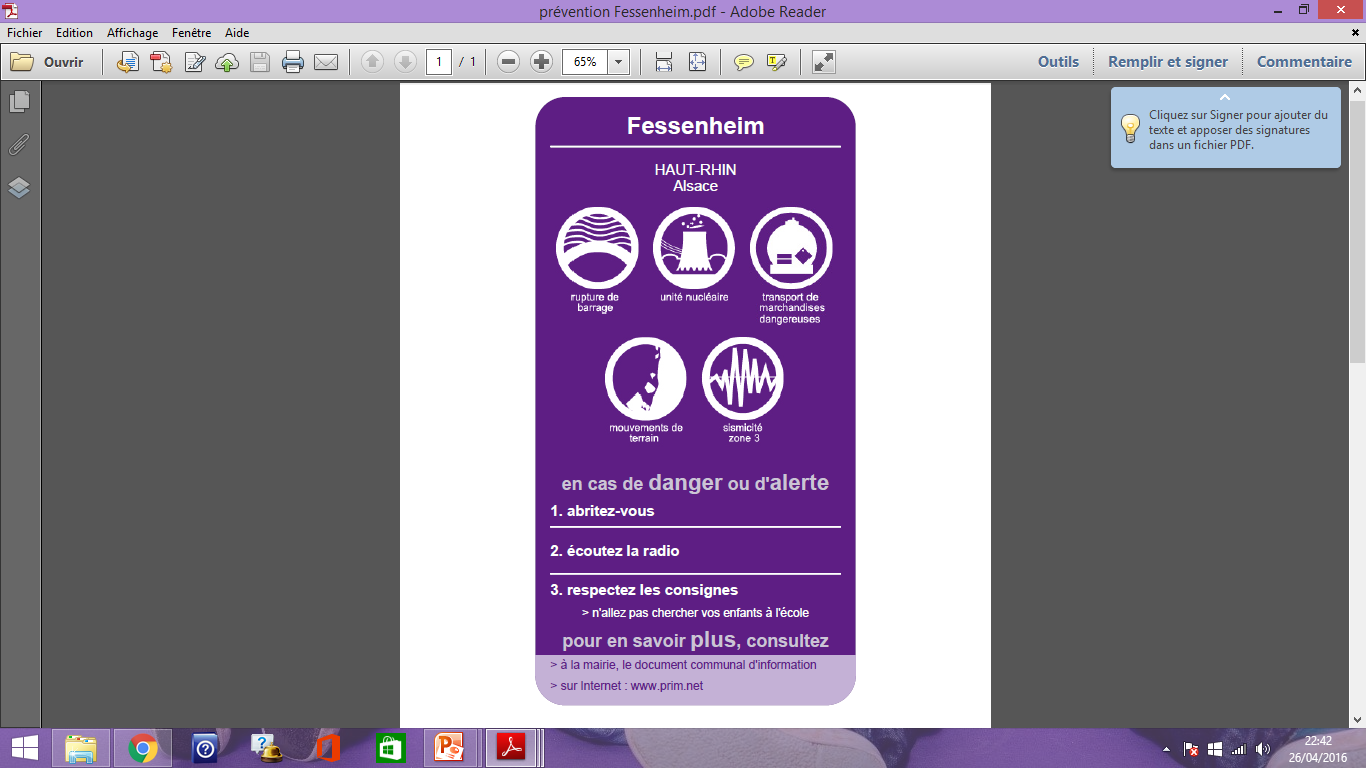 prévention Fessenheim.pdf - Adobe Reader
Fichier Edition Affichage Fenêtre Aide
Ouvrir 1 / 1 65% Outils Remplir et signer Commentaire
Cliquez sur Signer pour ajouter du
texte et apposer des signatures
dans un fichier PDF.
Fessenheim
HAUT-RHIN
Alsace
rupture de
barrage
unité nucléaire
transport de
marchandises
dangereuses
mouvements de
terrain
sismicité
zone 3
en cas de danger ou d'alerte
1. abritez-vous
2. écoutez la radio
3. respectez les consignes
> n'allez pas chercher vos enfants à l'école
pour en savoir plus, consultez
> à la mairie, le document communal d'information
> sur Internet : www.prim.net
22:42
26/04/2016